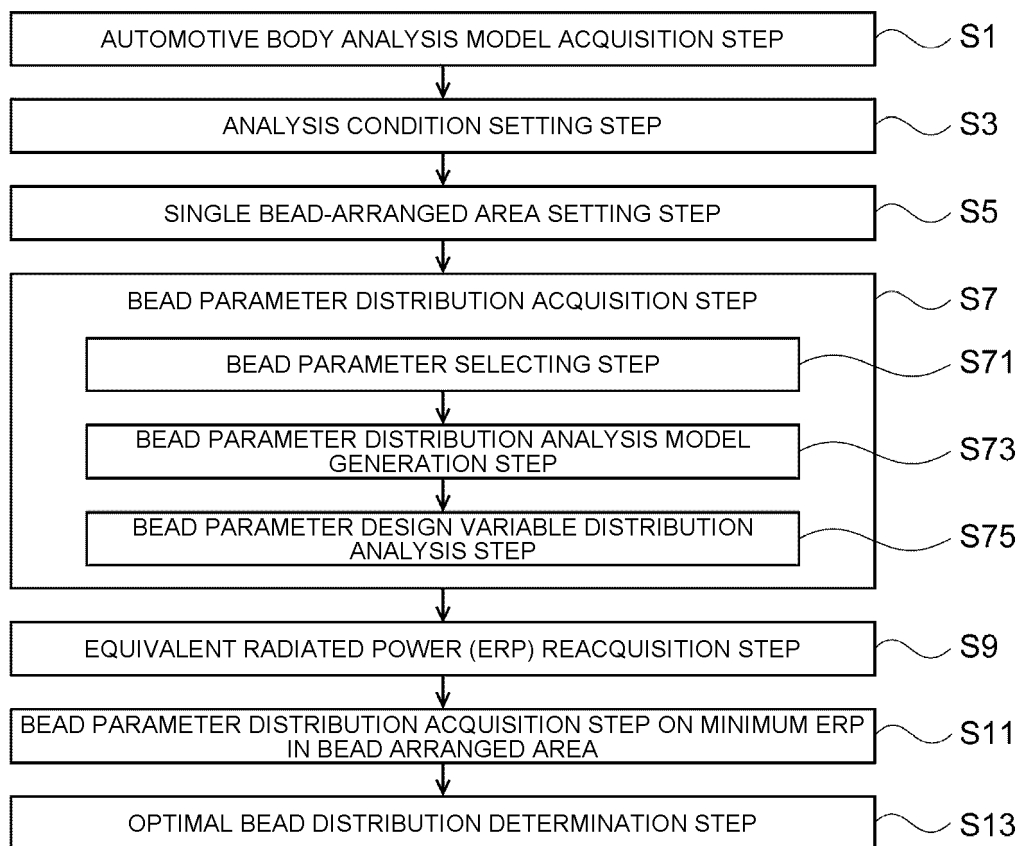 AUTOMOTIVE BODY ANALYSIS MODEL ACQUISITION STEP
S1
ANALYSIS CONDITION SETTING STEP
S3
SINGLE BEAD-ARRANGED AREA SETTING STEP
S5
BEAD PARAMETER DISTRIBUTION ACQUISITION STEP
S7
BEAD PARAMETER SELECTING STEP
S71
BEAD PARAMETER DISTRIBUTION ANALYSIS MODEL
GENERATION STEP
S73
BEAD PARAMETER DESIGN VARIABLE DISTRIBUTION
ANALYSIS STEP
S75
EQUIVALENT RADIATED POWER (ERP) REACQUISITION STEP
S9
BEAD PARAMETER DISTRIBUTION ACQUISITION STEP ON MINIMUM ERP
IN BEAD ARRANGED AREA
S11
OPTIMAL BEAD DISTRIBUTION DETERMINATION STEP
S13